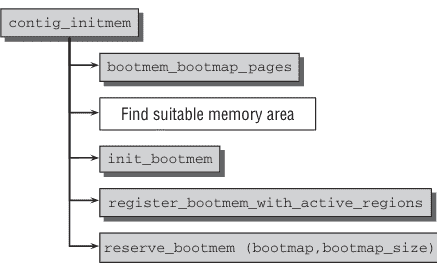 contig_initmem
bootmem_bootmap_pages
Find suitable memory area
init_bootmem
register_bootmem_with_active_regions
reserve_bootmem (bootmap,bootmap_size)